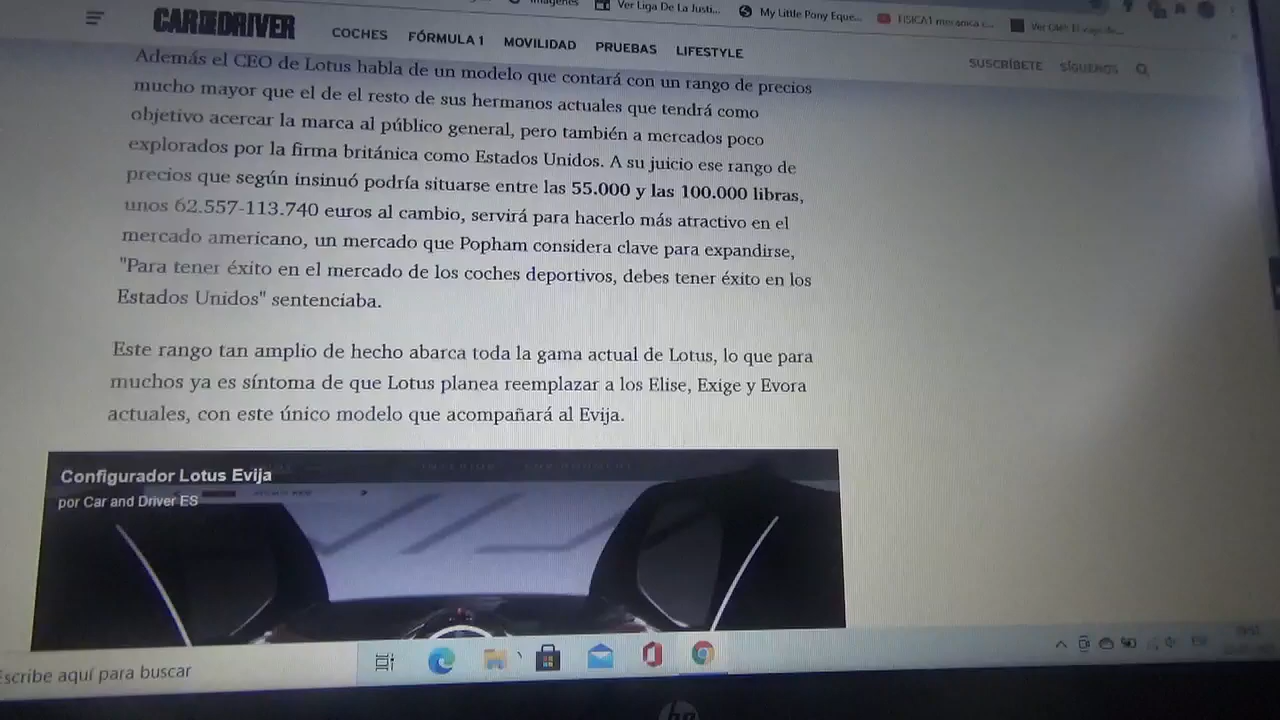 Imágenes
Ver Liga De La Justi...
My Little Pony Eque...
CAR AND DRIVER
COCHES
FÓRMULA 1
MOVILIDAD
PRUEBAS
LIFESTYLE
SUSCRÍBETE
SÍGUENOS
Además el CEO de Lotus habla de un modelo que contará con un rango de precios
mucho mayor que el de el resto de sus hermanos actuales que tendrá como
objetivo acercar la marca al público general, pero también a mercados poco
explorados por la firma británica como Estados Unidos. A su juicio ese rango de
precios que según insinuó podría situarse entre las 55.000 y las 100.000 libras,
unos 62.557-113.740 euros al cambio, servirá para hacerlo más atractivo en el
mercado americano, un mercado que Popham considera clave para expandirse,
"Para tener éxito en el mercado de los coches deportivos, debes tener éxito en los
Estados Unidos" sentenciaba.
Este rango tan amplio de hecho abarca toda la gama actual de Lotus, lo que para
muchos ya es síntoma de que Lotus planea reemplazar a los Elise, Exige y Evora
actuales, con este único modelo que acompañará al Evija.
Configurador Lotus Evija
por Car and Driver ES
Escribe aquí para buscar
hp